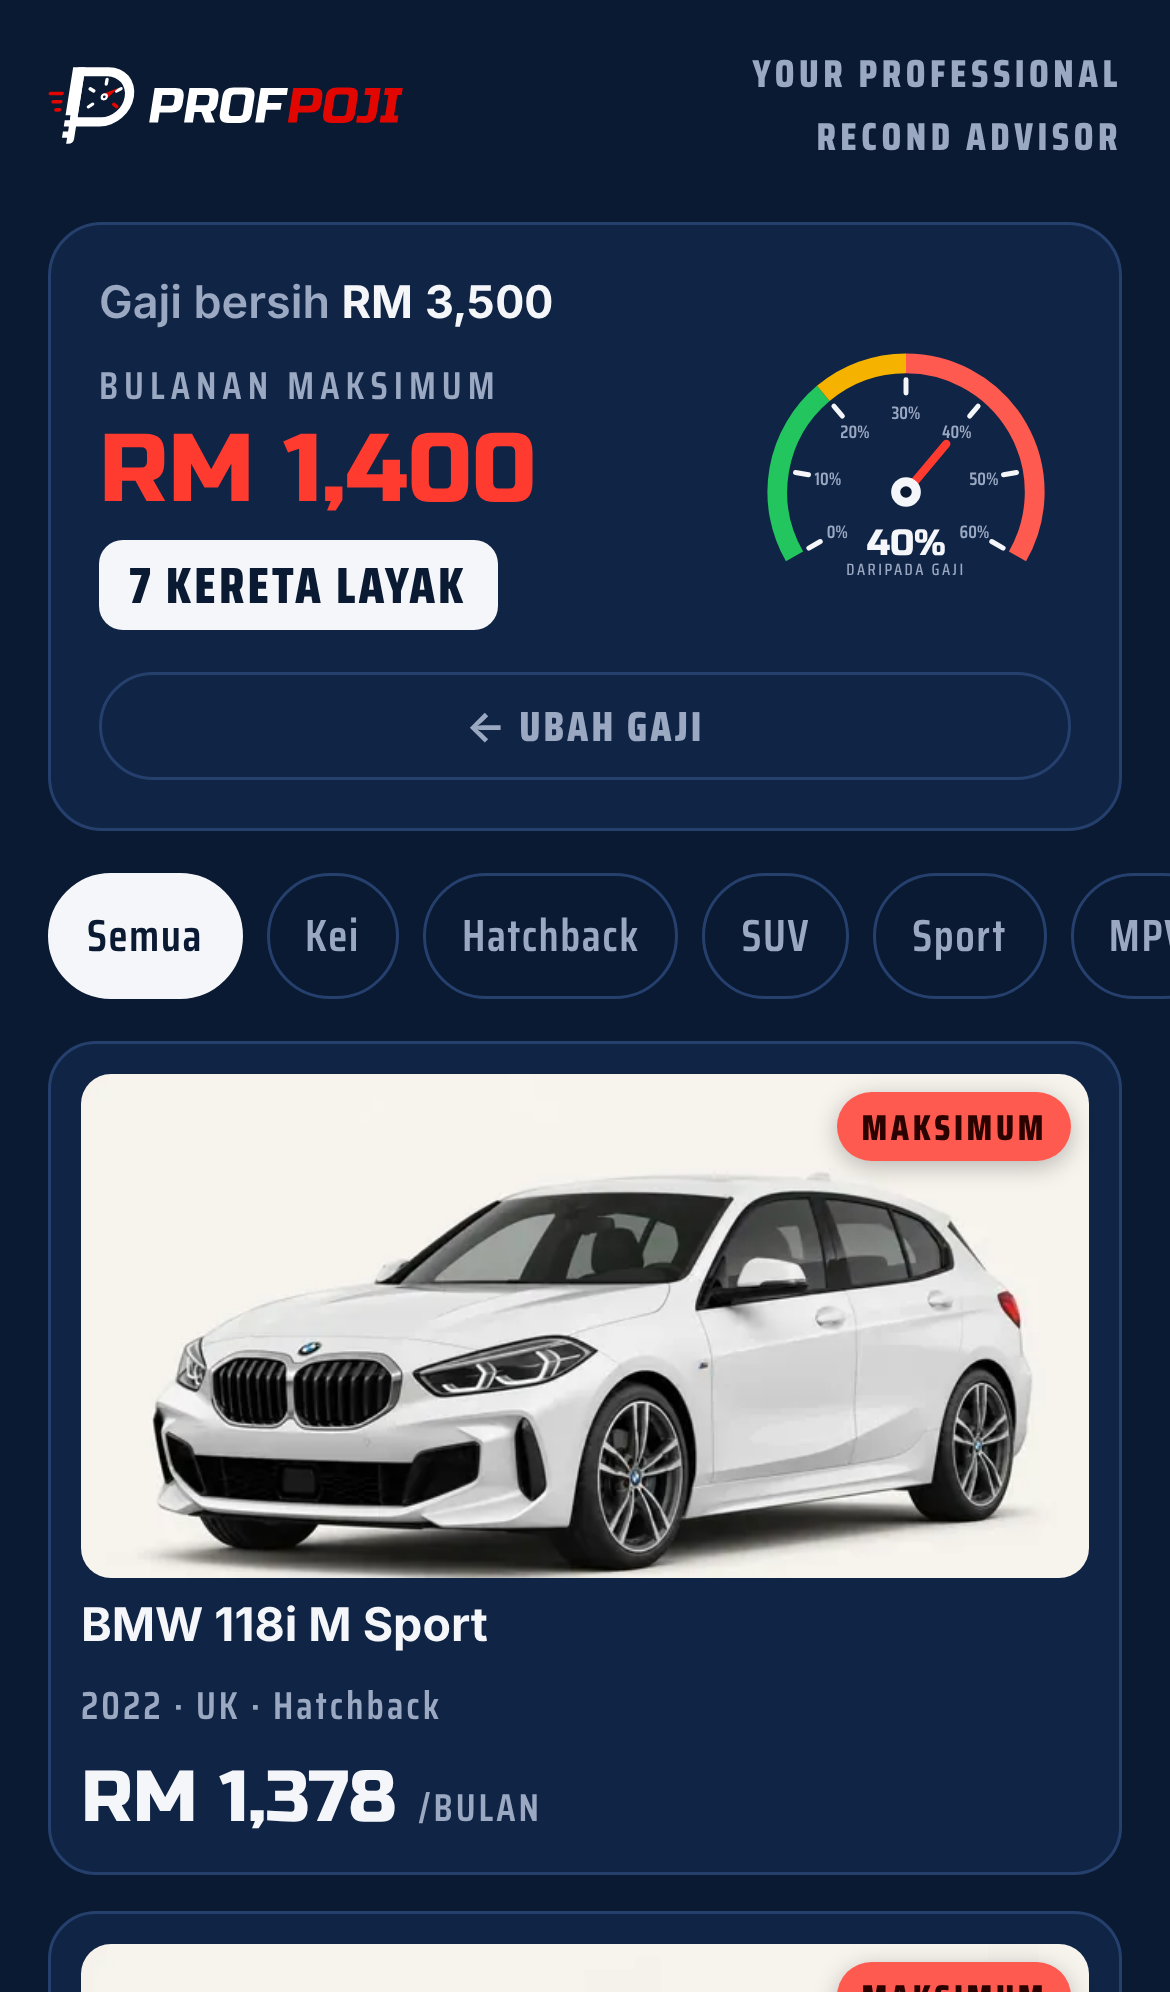 PROFPOJI
YOUR PROFESSIONAL
RECOND ADVISOR
Gaji bersih RM 3,500
BULANAN MAKSIMUM
RM 1,400
7 KERETA LAYAK
0%
10%
20%
30%
40%
50%
60%
40%
DARIPADA GAJI
← UBAH GAJI
Semua
Kei
Hatchback
SUV
Sport
MPV
MAKSIMUM
BMW 118i M Sport
2022 · UK · Hatchback
RM 1,378 /BULAN
MAKSIMUM